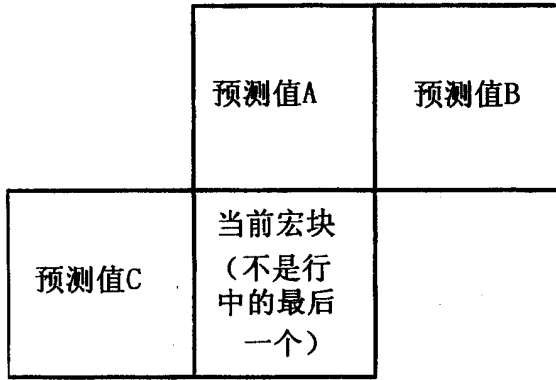 预测值A
预测值B
预测值C
当前宏块
（不是行
中的最后
一个）